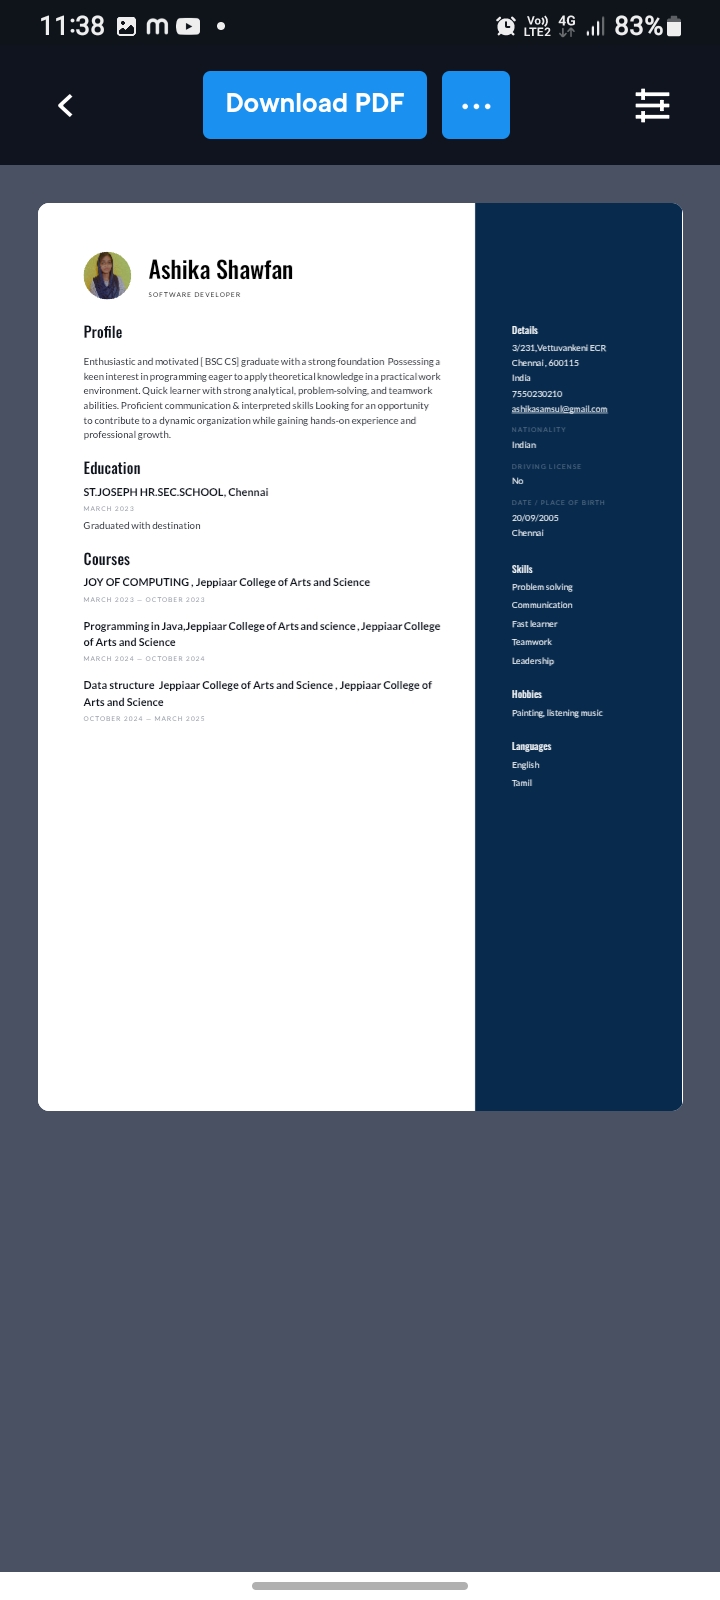 11:38
Vo))
LTE2
4G
83%
Download PDF
Ashika Shawfan
SOFTWARE DEVELOPER
Profile
Enthusiastic and motivated [ BSC CS] graduate with a strong foundation Possessing a
keen interest in programming eager to apply theoretical knowledge in a practical work
environment. Quick learner with strong analytical, problem-solving, and teamwork
abilities. Proficient communication & interpreted skills Looking for an opportunity
to contribute to a dynamic organization while gaining hands-on experience and
professional growth.
Education
ST.JOSEPH HR.SEC.SCHOOL, Chennai
MARCH 2023
Graduated with destination
Courses
JOY OF COMPUTING , Jeppiaar College of Arts and Science
MARCH 2023 — OCTOBER 2023
Programming in Java,Jeppiaar College of Arts and science , Jeppiaar College
of Arts and Science
MARCH 2024 — OCTOBER 2024
Data structure Jeppiaar College of Arts and Science , Jeppiaar College of
Arts and Science
OCTOBER 2024 — MARCH 2025
Details
3/231,Vettuvankeni ECR
Chennai , 600115
India
7550230210
ashikasamsul@gmail.com
NATIONALITY
Indian
DRIVING LICENSE
No
DATE / PLACE OF BIRTH
20/09/2005
Chennai
Skills
Problem solving
Communication
Fast learner
Teamwork
Leadership
Hobbies
Painting, listening music
Languages
English
Tamil